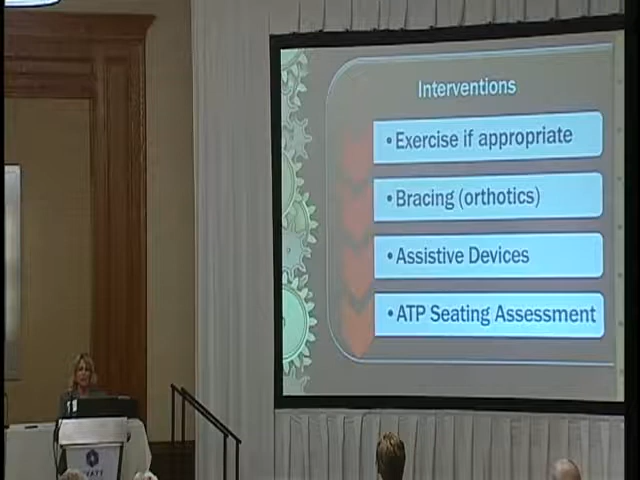 Interventions
• Exercise if appropriate
• Bracing (orthotics)
• Assistive Devices
• ATP Seating Assessment